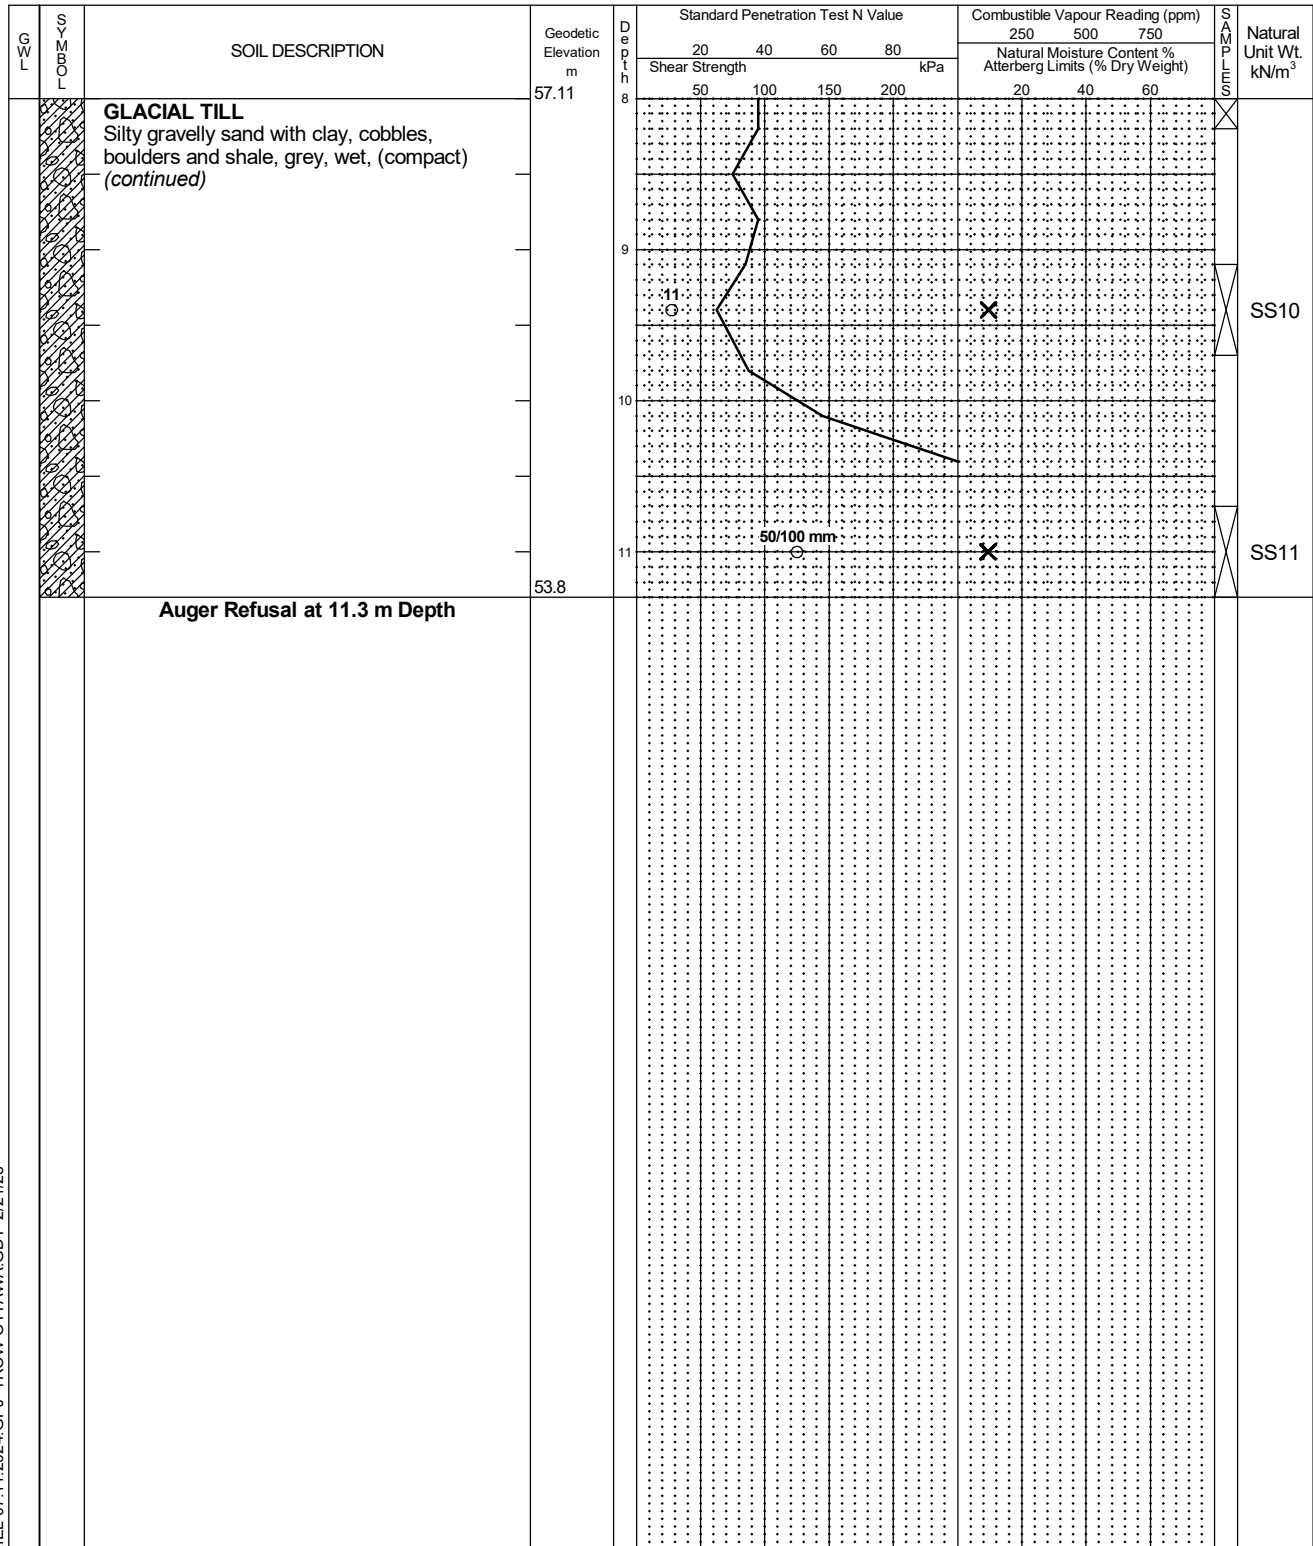 GWL
SYMBOL
SOIL DESCRIPTION
Geodetic
Elevation
m
57.11
Depth
Standard Penetration Test N Value
20 40 60 80
Shear Strength kPa
50 100 150 200
Combustible Vapour Reading (ppm)
250 500 750
Natural Moisture Content %
Atterberg Limits (% Dry Weight)
20 40 60
SAMPLES
Natural
Unit Wt.
kN/m³
8
GLACIAL TILL
Silty gravelly sand with clay, cobbles,
boulders and shale, grey, wet, (compact)
(continued)
9
11
SS10
10
50/100 mm
11
SS11
53.8
Auger Refusal at 11.3 m Depth